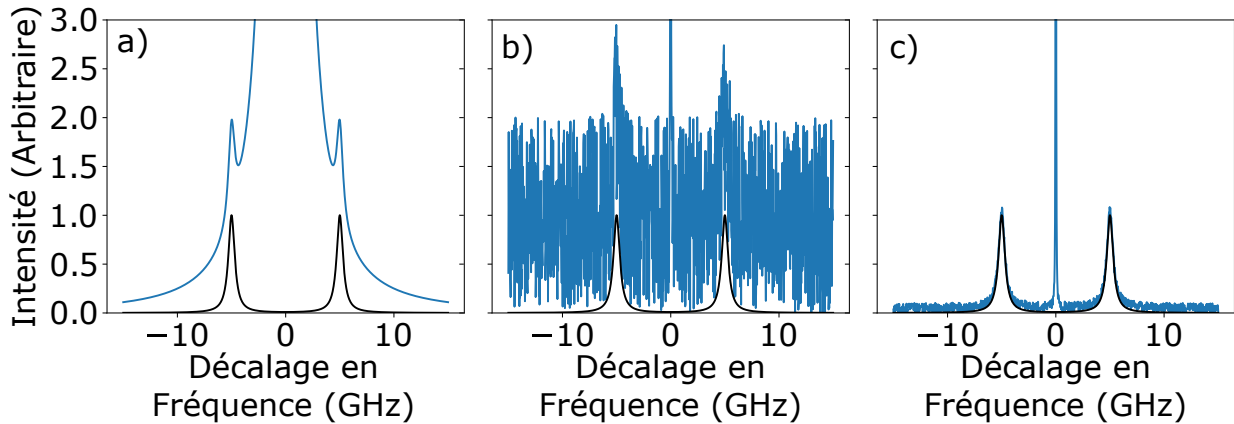 Intensité (Arbitraire)
3.0
2.5
2.0
1.5
1.0
0.5
0.0
a)
b)
c)
−10 0 10
−10 0 10
−10 0 10
Décalage en
Fréquence (GHz)
Décalage en
Fréquence (GHz)
Décalage en
Fréquence (GHz)